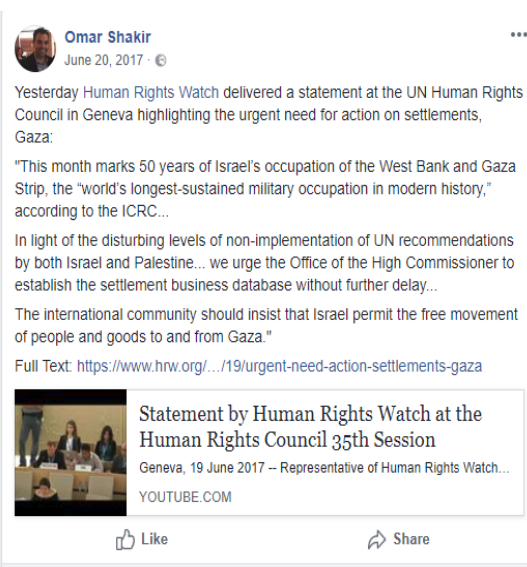 Omar Shakir
June 20, 2017 ·
Yesterday Human Rights Watch delivered a statement at the UN Human Rights
Council in Geneva highlighting the urgent need for action on settlements,
Gaza:
"This month marks 50 years of Israel's occupation of the West Bank and Gaza
Strip, the “world's longest-sustained military occupation in modern history,”
according to the ICRC...
In light of the disturbing levels of non-implementation of UN recommendations
by both Israel and Palestine... we urge the Office of the High Commissioner to
establish the settlement business database without further delay...
The international community should insist that Israel permit the free movement
of people and goods to and from Gaza."
Full Text: https://www.hrw.org/…/19/urgent-need-action-settlements-gaza
Statement by Human Rights Watch at the
Human Rights Council 35th Session
Geneva, 19 June 2017 -- Representative of Human Rights Watch...
YOUTUBE.COM
Like Share